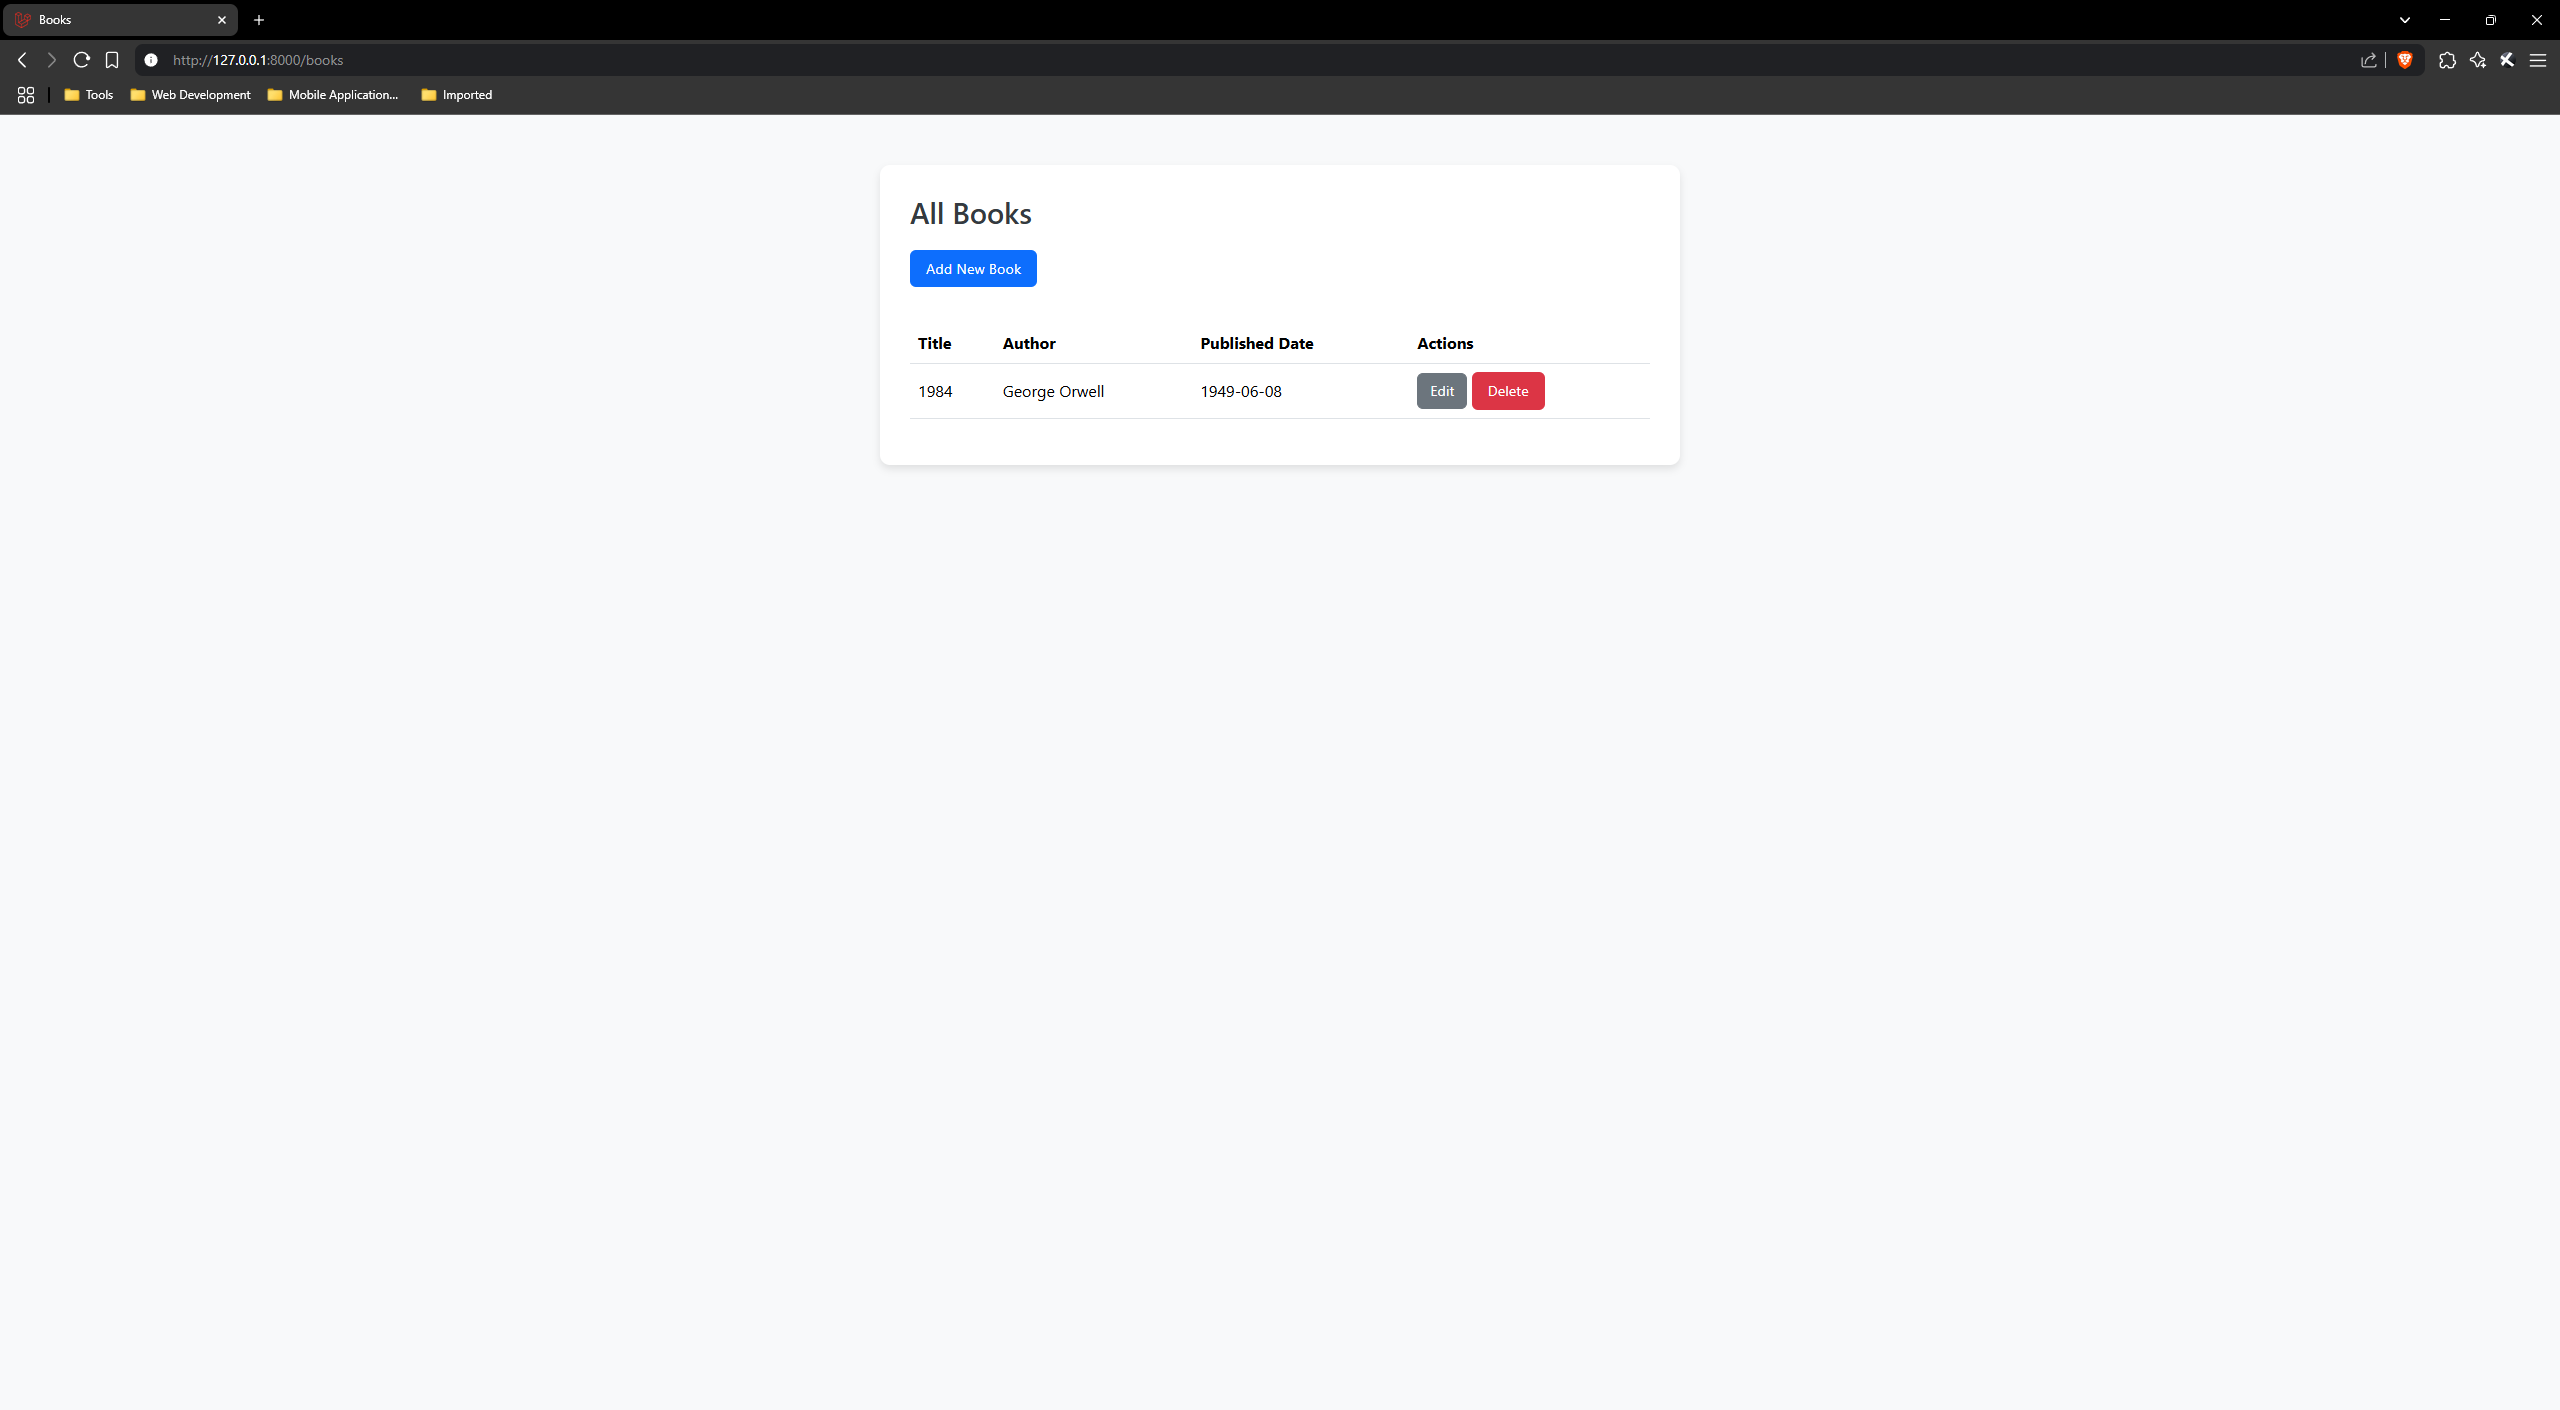 Books
http://127.0.0.1:8000/books
Tools Web Development Mobile Application... Imported
All Books
Add New Book
Title Author Published Date Actions
1984 George Orwell 1949-06-08 Edit Delete